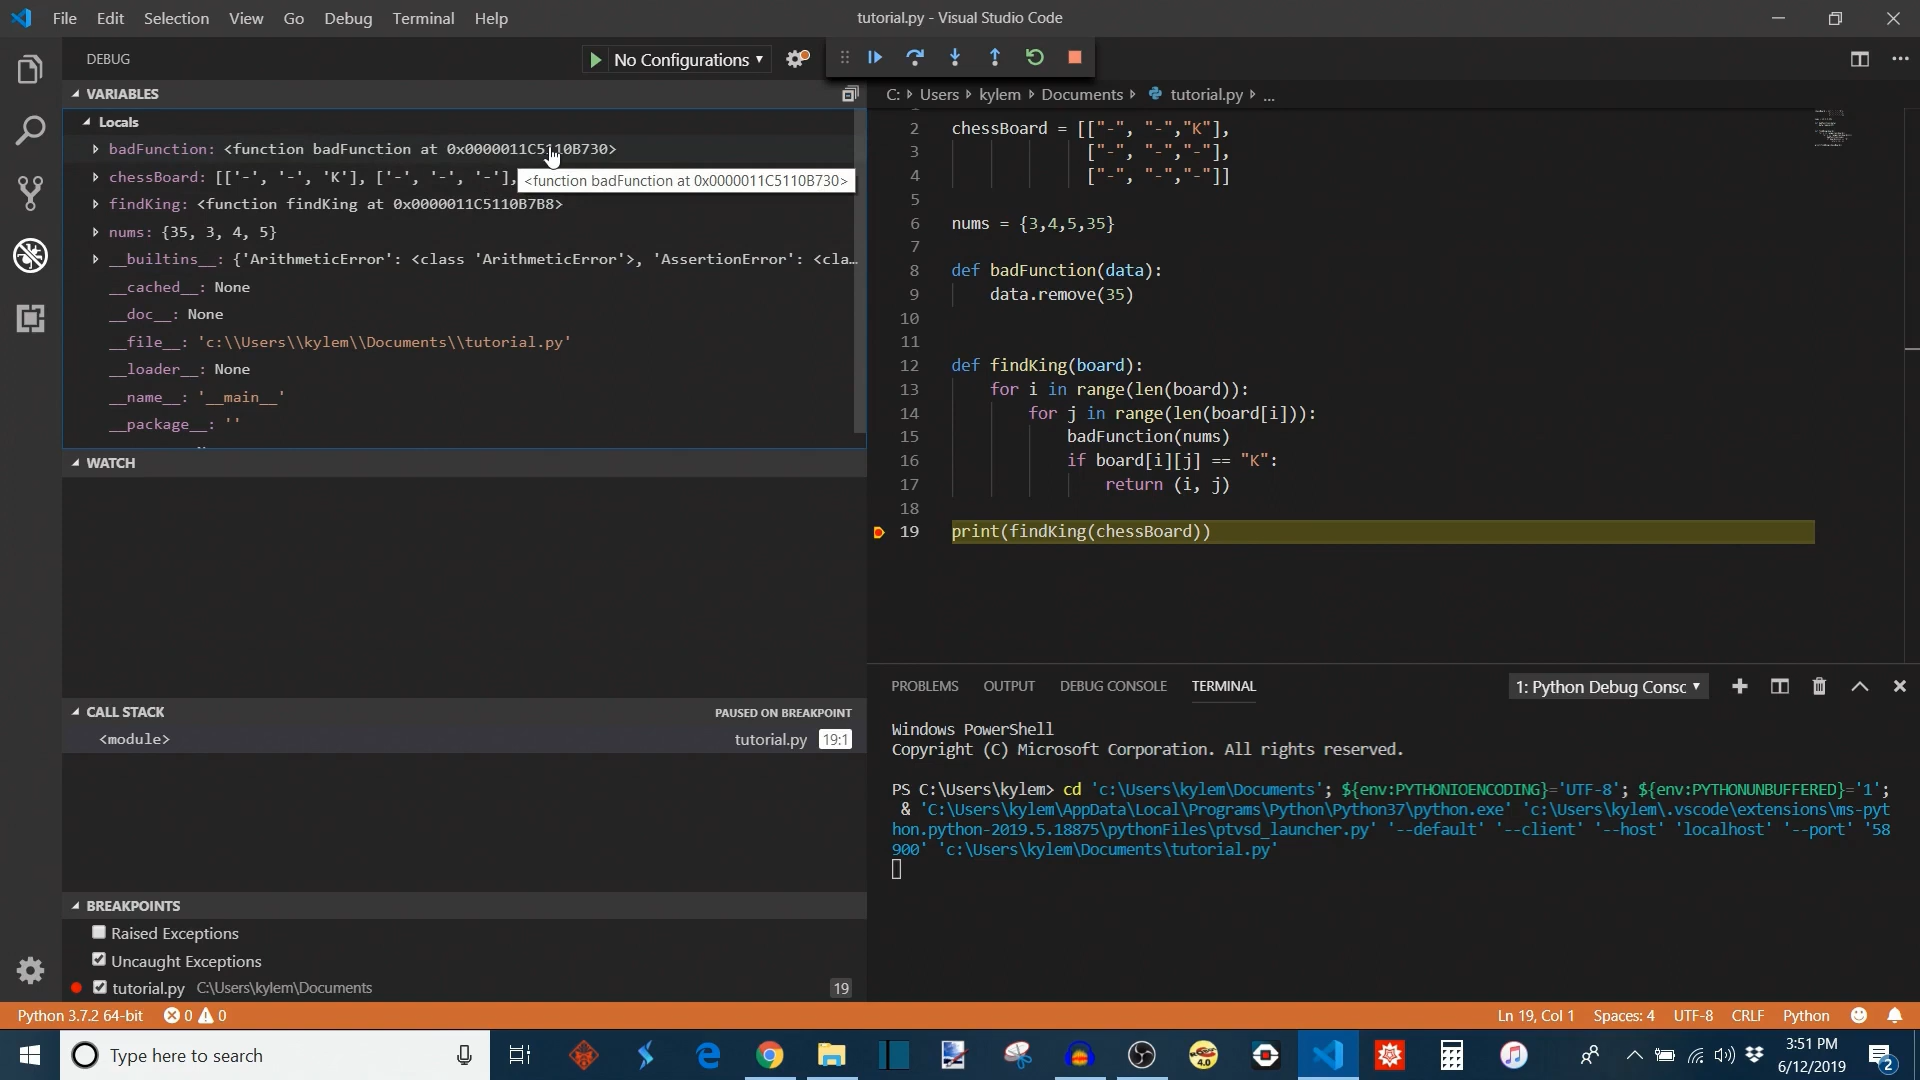 File Edit Selection View Go Debug Terminal Help
tutorial.py - Visual Studio Code
DEBUG
No Configurations
VARIABLES
Locals
badFunction: <function badFunction at 0x0000011C5110B730>
chessBoard: [['-', '-', 'K'], ['-', '-', '-'],
<function badFunction at 0x0000011C5110B730>
findKing: <function findKing at 0x0000011C5110B7B8>
nums: {35, 3, 4, 5}
__builtins__: {'ArithmeticError': <class 'ArithmeticError'>, 'AssertionError': <cla…
__cached__: None
__doc__: None
__file__: 'c:\\Users\\kylem\\Documents\\tutorial.py'
__loader__: None
__name__: '__main__'
__package__: ''
WATCH
CALL STACK
PAUSED ON BREAKPOINT
<module>
tutorial.py 19:1
BREAKPOINTS
Raised Exceptions
Uncaught Exceptions
tutorial.py C:\Users\kylem\Documents 19
C: Users kylem Documents tutorial.py ...
2 chessBoard = [["-", "-","K"],
3 ["-", "-","-"],
4 ["-", "-","-"]]
5
6 nums = {3,4,5,35}
7
8 def badFunction(data):
9 data.remove(35)
10
11
12 def findKing(board):
13 for i in range(len(board)):
14 for j in range(len(board[i])):
15 badFunction(nums)
16 if board[i][j] == "K":
17 return (i, j)
18
19 print(findKing(chessBoard))
PROBLEMS OUTPUT DEBUG CONSOLE TERMINAL
1: Python Debug Consc
Windows PowerShell
Copyright (C) Microsoft Corporation. All rights reserved.
PS C:\Users\kylem> cd 'c:\Users\kylem\Documents'; ${env:PYTHONIOENCODING}='UTF-8'; ${env:PYTHONUNBUFFERED}='1';
& 'C:\Users\kylem\AppData\Local\Programs\Python\Python37\python.exe' 'c:\Users\kylem\.vscode\extensions\ms-pyt
hon.python-2019.5.18875\pythonFiles\ptvsd_launcher.py' '--default' '--client' '--host' 'localhost' '--port' '58
900' 'c:\Users\kylem\Documents\tutorial.py'
Python 3.7.2 64-bit 0 0
Ln 19, Col 1 Spaces: 4 UTF-8 CRLF Python
Type here to search
4.0
3:51 PM
6/12/2019
2